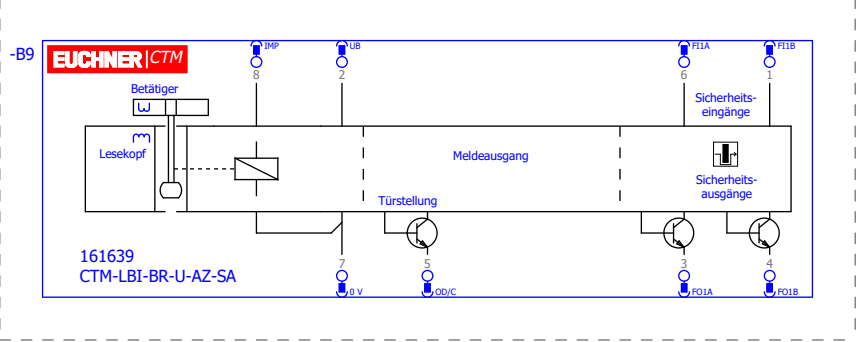 -B9
EUCHNER CTM
IMP
UB
FI1A
FI1B
8
2
6
1
Betätiger
Sicherheits-
eingänge
Lesekopf
Meldeausgang
Sicherheits-
ausgänge
Türstellung
161639
CTM-LBI-BR-U-AZ-SA
7
5
3
4
0 V
OD/C
FO1A
FO1B